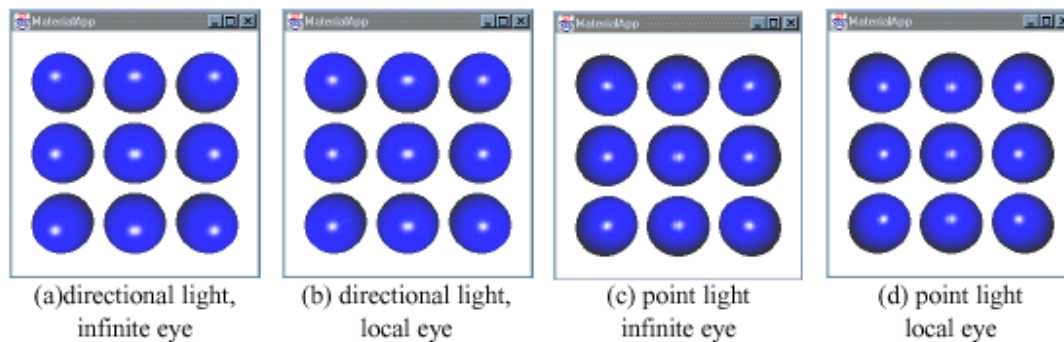 MaterialApp
MaterialApp
MaterialApp
MaterialApp
(a)directional light,
infinite eye
(b) directional light,
local eye
(c) point light
infinite eye
(d) point light
local eye